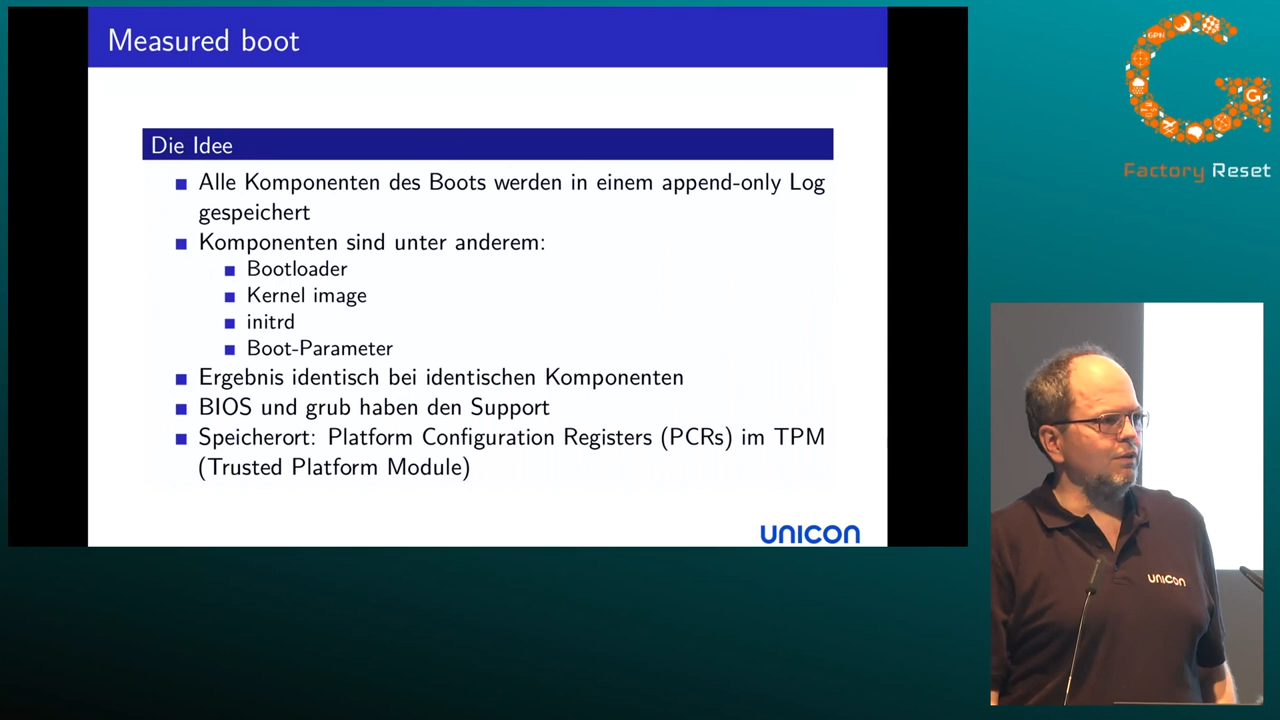 Measured boot
Die Idee
Alle Komponenten des Boots werden in einem append-only Log
gespeichert
Komponenten sind unter anderem:
Bootloader
Kernel image
initrd
Boot-Parameter
Ergebnis identisch bei identischen Komponenten
BIOS und grub haben den Support
Speicherort: Platform Configuration Registers (PCRs) im TPM
(Trusted Platform Module)
UNICON
GPN
G
Factory Reset
UNICON